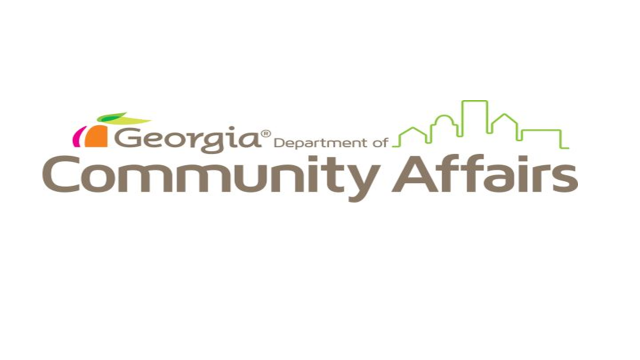 Georgia® Department of
Community Affairs